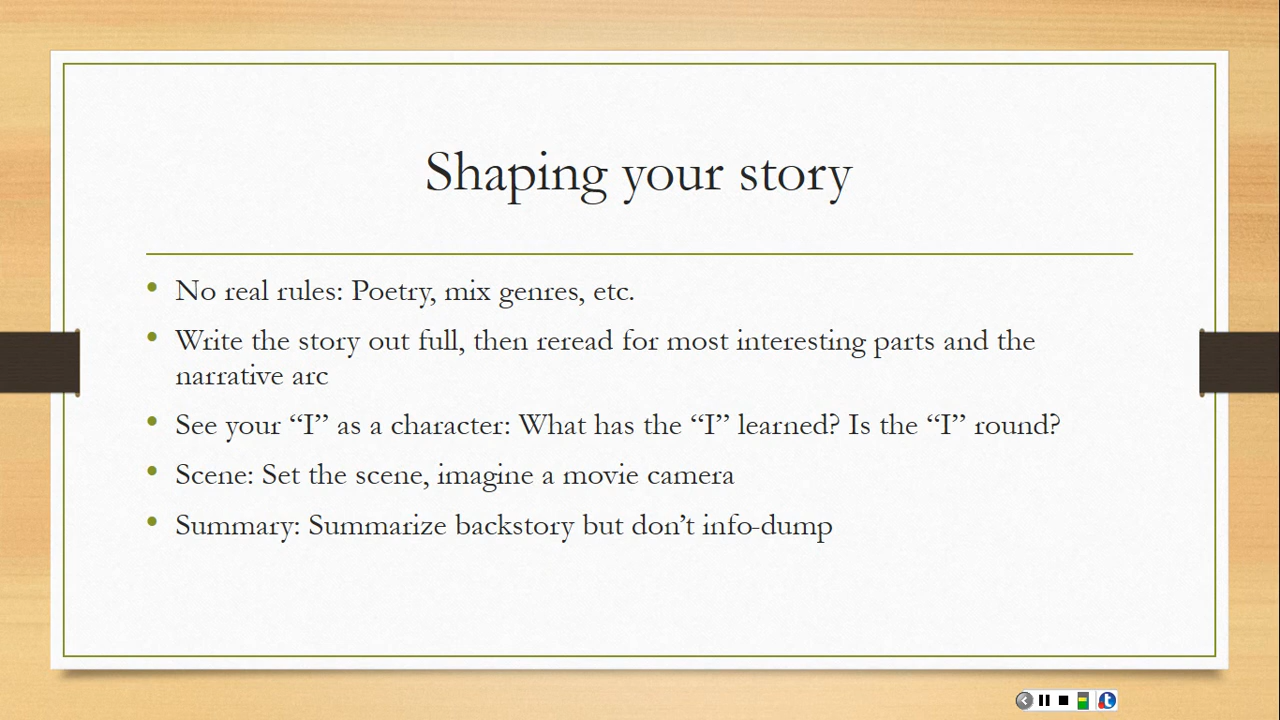 Shaping your story
• No real rules: Poetry, mix genres, etc.
• Write the story out full, then reread for most interesting parts and the
narrative arc
• See your “I” as a character: What has the “I” learned? Is the “I” round?
• Scene: Set the scene, imagine a movie camera
• Summary: Summarize backstory but don’t info-dump